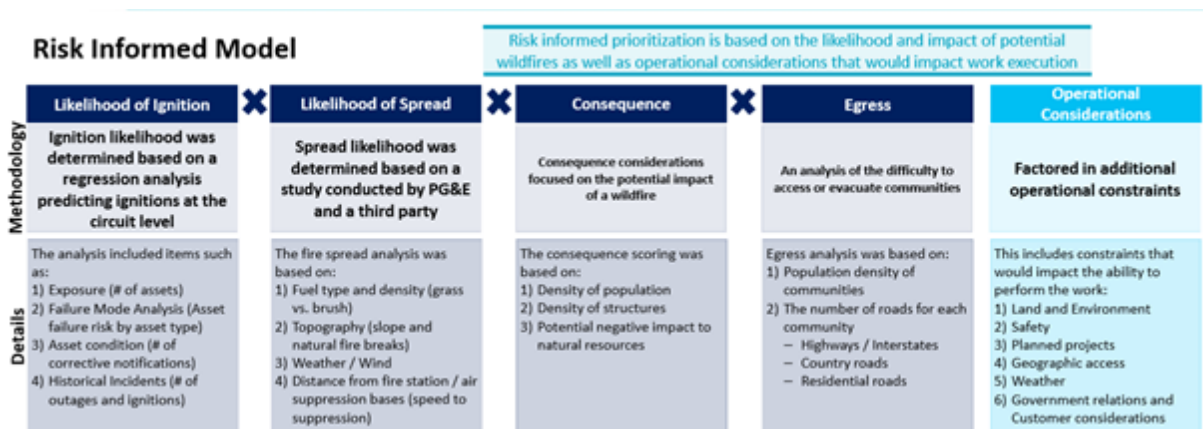 Risk Informed Model
Risk informed prioritization is based on the likelihood and impact of potential
wildfires as well as operational considerations that would impact work execution
Likelihood of Ignition
Likelihood of Spread
Consequence
Egress
Operational
Considerations
Methodology
Ignition likelihood was
determined based on a
regression analysis
predicting ignitions at the
circuit level
Spread likelihood was
determined based on a
study conducted by PG&E
and a third party
Consequence considerations
focused on the potential impact
of a wildfire
An analysis of the difficulty to
access or evacuate communities
Factored in additional
operational constraints
Details
The analysis included items such
as:
1) Exposure (# of assets)
2) Failure Mode Analysis (Asset
failure risk by asset type)
3) Asset condition (# of
corrective notifications)
4) Historical Incidents (# of
outages and ignitions)
The fire spread analysis was
based on:
1) Fuel type and density (grass
vs. brush)
2) Topography (slope and
natural fire breaks)
3) Weather / Wind
4) Distance from fire station / air
suppression bases (speed to
suppression)
The consequence scoring was
based on:
1) Density of population
2) Density of structures
3) Potential negative impact to
natural resources
Egress analysis was based on:
1) Population density of
communities
2) The number of roads for each
community
– Highways / Interstates
– Country roads
– Residential roads
This includes constraints that
would impact the ability to
perform the work:
1) Land and Environment
2) Safety
3) Planned projects
4) Geographic access
5) Weather
6) Government relations and
Customer considerations